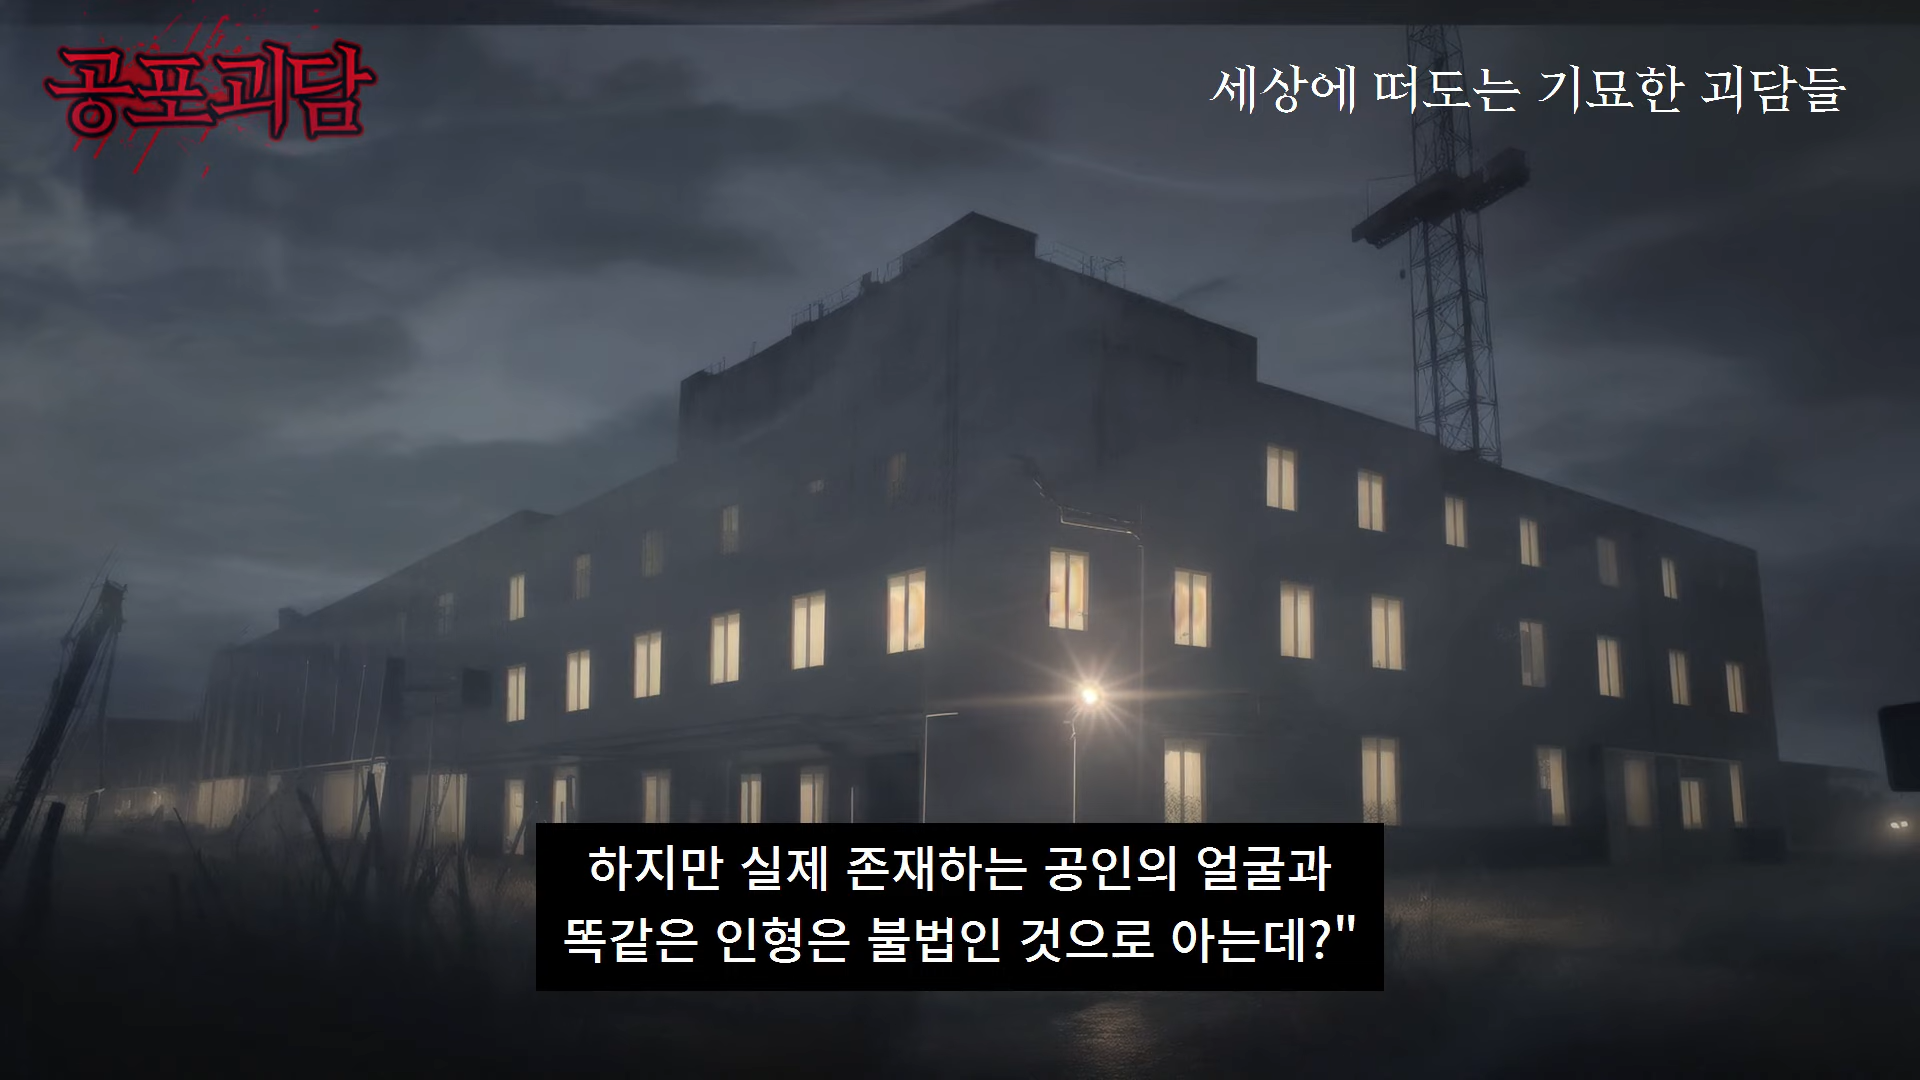 공포괴담
세상에 떠도는 기묘한 괴담들
하지만 실제 존재하는 공인의 얼굴과
똑같은 인형은 불법인 것으로 아는데?"